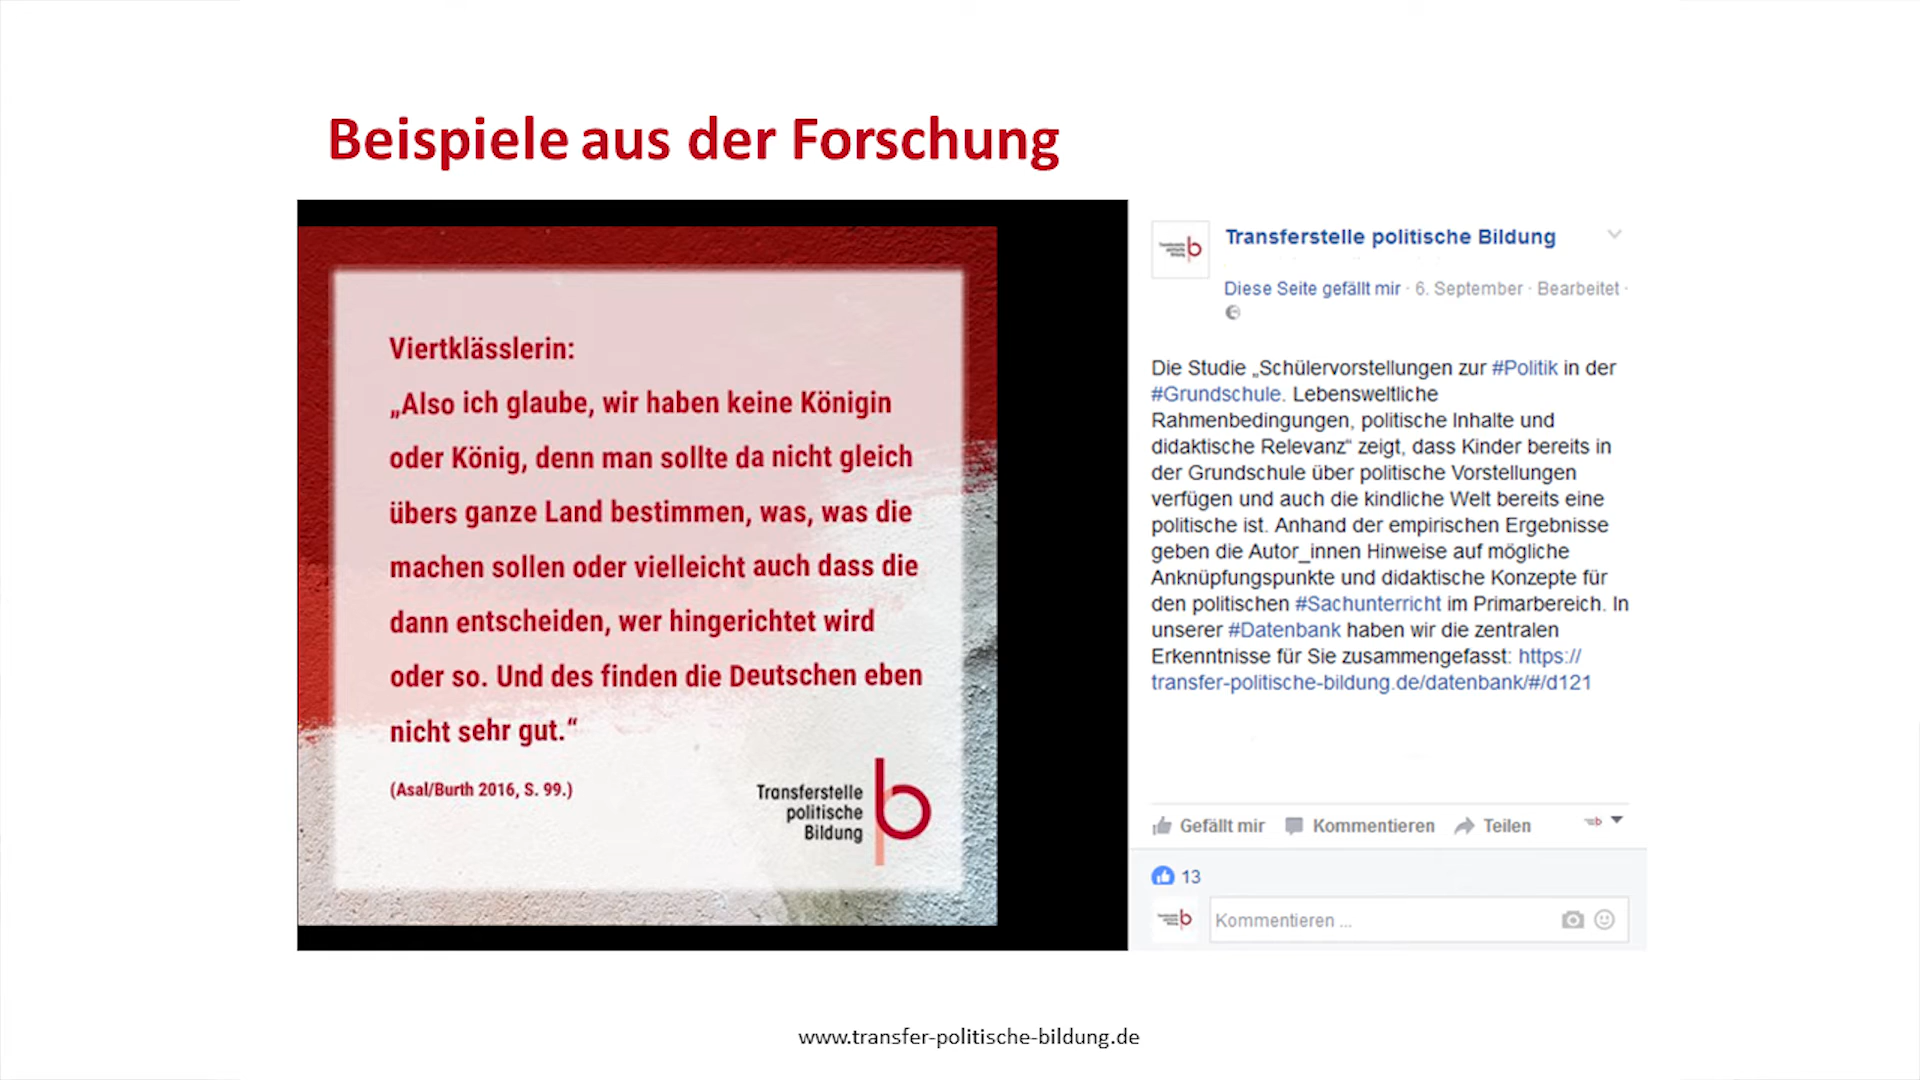 Beispiele aus der Forschung
Viertklässlerin:
„Also ich glaube, wir haben keine Königin
oder König, denn man sollte da nicht gleich
übers ganze Land bestimmen, was, was die
machen sollen oder vielleicht auch dass die
dann entscheiden, wer hingerichtet wird
oder so. Und des finden die Deutschen eben
nicht sehr gut.“
(Asal/Burth 2016, S. 99.)
Transferstelle
politische
Bildung
Transferstelle politische Bildung
Diese Seite gefällt mir · 6. September · Bearbeitet ·
Die Studie „Schülervorstellungen zur #Politik in der
#Grundschule. Lebensweltliche
Rahmenbedingungen, politische Inhalte und
didaktische Relevanz“ zeigt, dass Kinder bereits in
der Grundschule über politische Vorstellungen
verfügen und auch die kindliche Welt bereits eine
politische ist. Anhand der empirischen Ergebnisse
geben die Autor_innen Hinweise auf mögliche
Anknüpfungspunkte und didaktische Konzepte für
den politischen #Sachunterricht im Primarbereich. In
unserer #Datenbank haben wir die zentralen
Erkenntnisse für Sie zusammengefasst: https://
transfer-politische-bildung.de/datenbank/#/d121
Gefällt mir Kommentieren Teilen
13
Kommentieren ...
www.transfer-politische-bildung.de